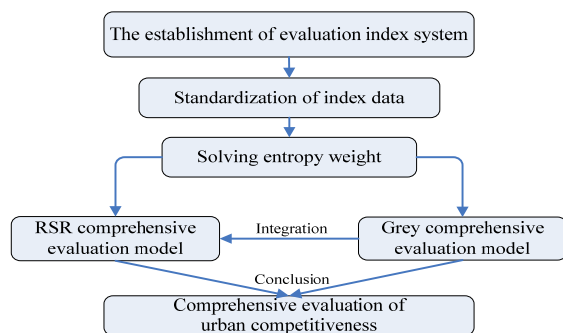 The establishment of evaluation index system
Standardization of index data
Solving entropy weight
RSR comprehensive
evaluation model
Integration
Grey comprehensive
evaluation model
Conclusion
Comprehensive evaluation of
urban competitiveness